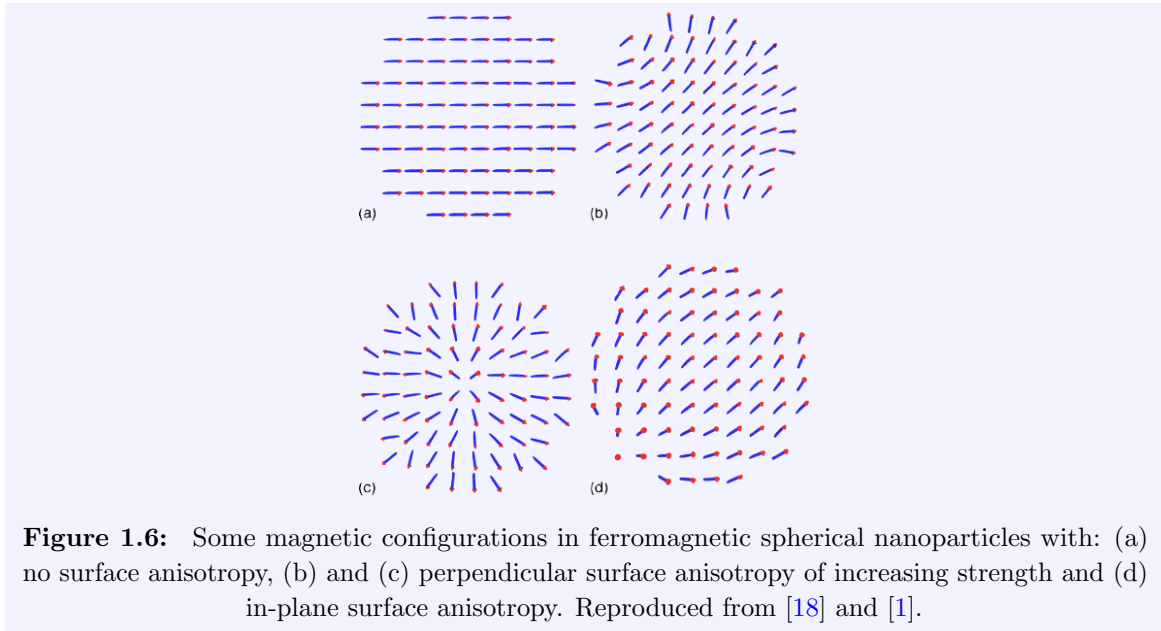 (a)
(b)
(c)
(d)
Figure 1.6: Some magnetic configurations in ferromagnetic spherical nanoparticles with: (a)
no surface anisotropy, (b) and (c) perpendicular surface anisotropy of increasing strength and (d)
in-plane surface anisotropy. Reproduced from [18] and [1].